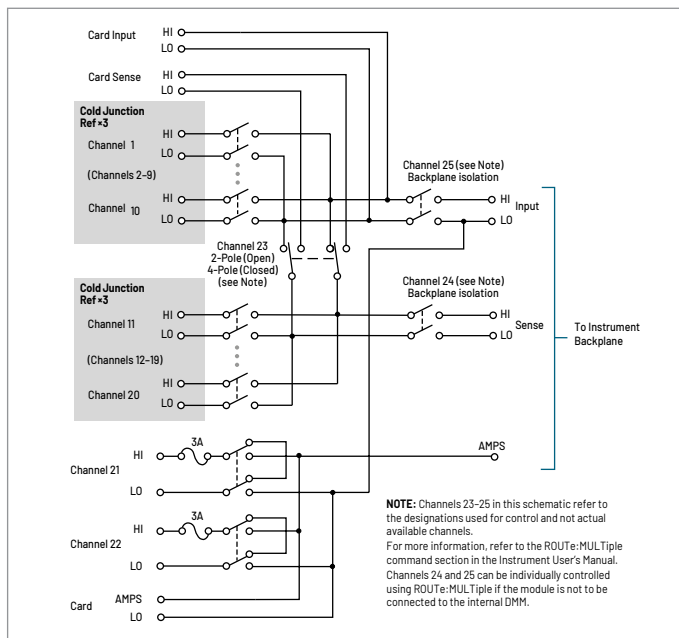 Card Input
HI
LO
Card Sense
HI
LO
Cold Junction
Ref ×3
HI
Channel 1
LO
(Channels 2–9)
HI
Channel 10
LO
Channel 25 (see Note)
Backplane isolation
HI
Input
LO
Channel 23
2-Pole (Open)
4-Pole (Closed)
(see Note)
Cold Junction
Ref ×3
HI
Channel 11
LO
(Channels 12–19)
HI
Channel 20
LO
Channel 24 (see Note)
Backplane isolation
HI
Sense
LO
To Instrument
Backplane
3A
HI
Channel 21
LO
AMPS
3A
HI
Channel 22
LO
AMPS
Card
LO
NOTE: Channels 23–25 in this schematic refer to
the designations used for control and not actual
available channels.
For more information, refer to the ROUTe:MULTiple
command section in the Instrument User's Manual.
Channels 24 and 25 can be individually controlled
using ROUTe:MULTiple if the module is not to be
connected to the internal DMM.